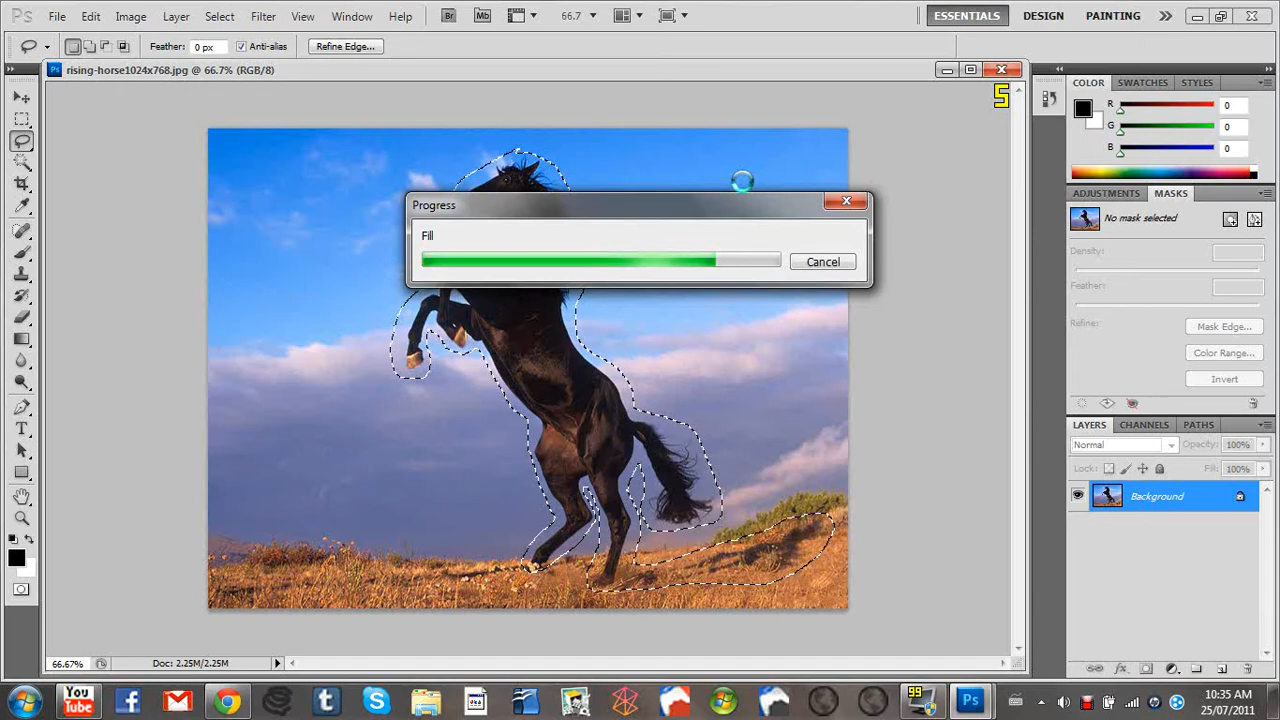 Ps File Edit Image Layer Select Filter View Window Help Br Mb 66.7 ESSENTIALS DESIGN PAINTING
Feather: 0 px Anti-alias Refine Edge...
Ps rising-horse1024x768.jpg @ 66.7% (RGB/8)
S
COLOR SWATCHES STYLES
R 0
G 0
B 0
ADJUSTMENTS MASKS
No mask selected
Density:
Feather:
Refine: Mask Edge...
Color Range...
Invert
LAYERS CHANNELS PATHS
Normal Opacity: 100%
Lock: Fill: 100%
Background
Progress
Fill
Cancel
T
66.67% Doc: 2.25M/2.25M
fx
You
Tube
f
t
S
99
Ps
10:35 AM
25/07/2011